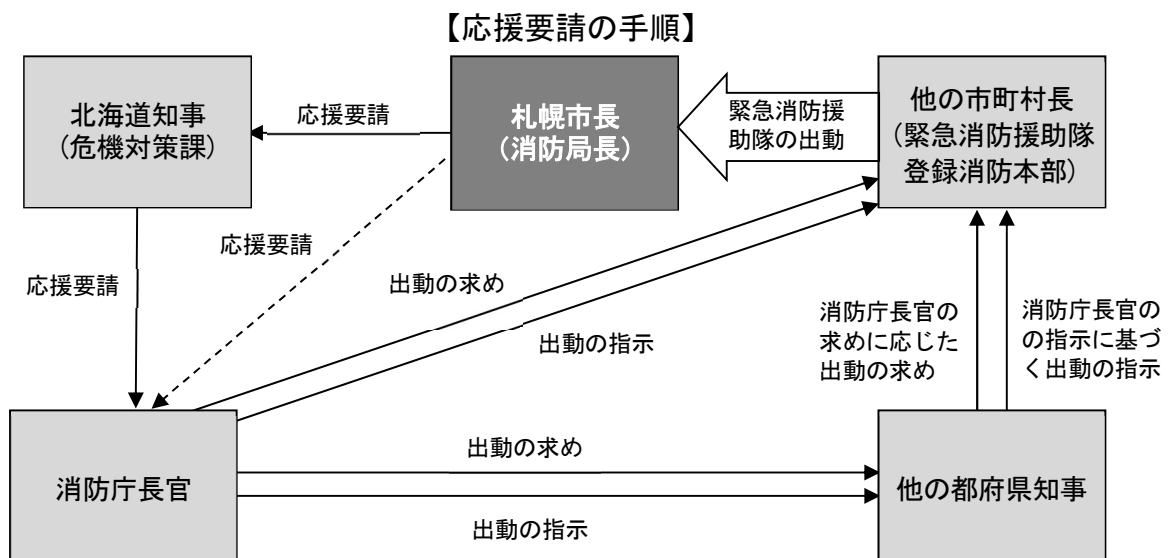 【応援要請の手順】
北海道知事
（危機対策課）
応援要請
札幌市長
（消防局長）
緊急消防援
助隊の出動
他の市町村長
（緊急消防援助隊
登録消防本部）
応援要請
応援要請
出動の求め
出動の指示
消防庁長官の
求めに応じた
出動の求め
消防庁長官の
の指示に基づ
く出動の指示
消防庁長官
出動の求め
出動の指示
他の都府県知事